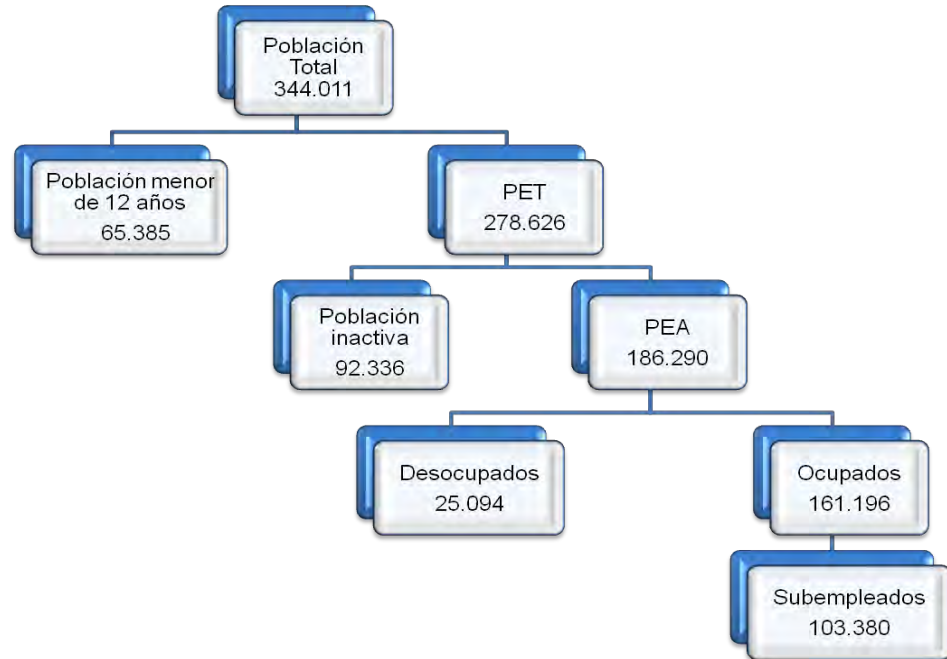 Población
Total
344.011
Población menor
de 12 años
65.385
PET
278.626
Población
inactiva
92.336
PEA
186.290
Desocupados
25.094
Ocupados
161.196
Subempleados
103.380